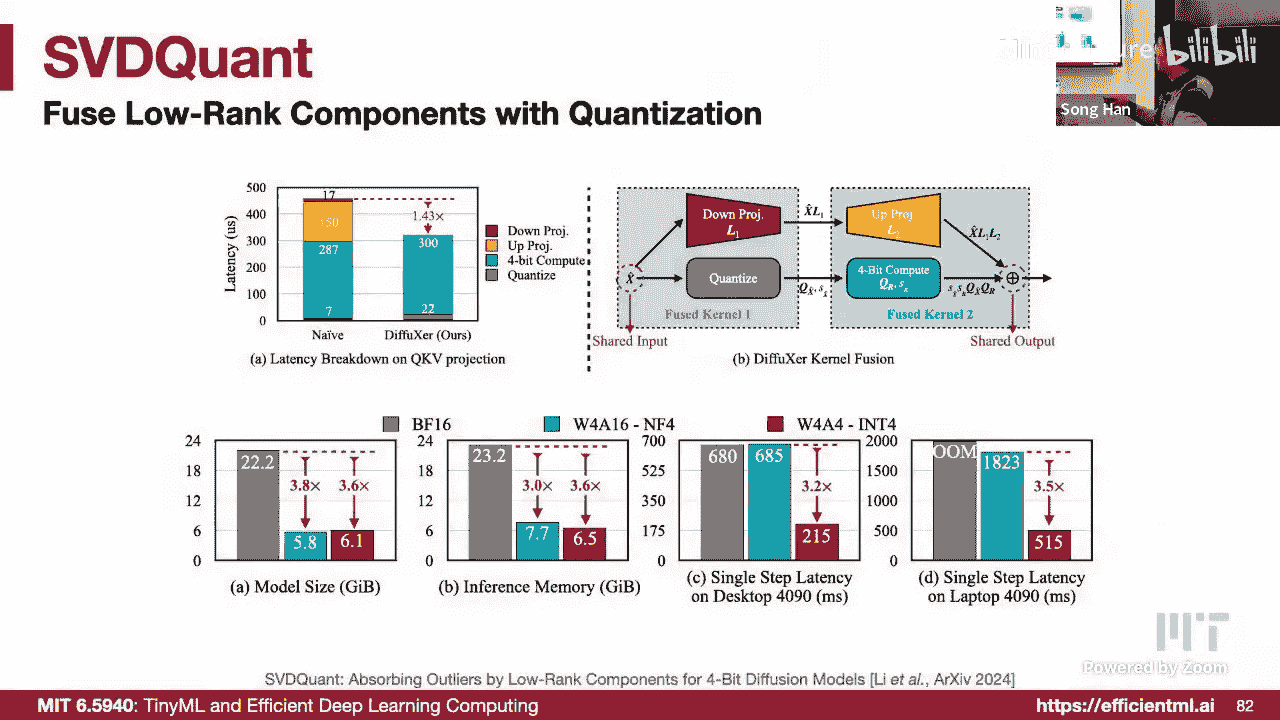 SVDQuant
Fuse Low-Rank Components with Quantization
bilibili
Song Han
500
400
300
200
100
0
Latency (us)
17
150
287
7
1.43×
300
22
Naïve
DiffuXer (Ours)
Down Proj.
Up Proj.
4-bit Compute
Quantize
(a) Latency Breakdown on QKV projection
Down Proj.
L₁
X̂L₁
Up Proj
X̂L₁L₂
X̂
Quantize
4-Bit Compute
Fused Kernel 1
Fused Kernel 2
Shared Input
Shared Output
(b) DiffuXer Kernel Fusion
BF16
W4A16 - NF4
W4A4 - INT4
24
18
12
6
0
22.2
3.8×
3.6×
5.8
6.1
(a) Model Size (GiB)
24
18
12
6
0
23.2
3.0×
3.6×
7.7
6.5
(b) Inference Memory (GiB)
700
525
350
175
0
680
685
3.2×
215
(c) Single Step Latency
on Desktop 4090 (ms)
2000
1500
1000
500
0
OOM
1823
3.5×
515
(d) Single Step Latency
on Laptop 4090 (ms)
MIT
Powered by Zoom
SVDQuant: Absorbing Outliers by Low-Rank Components for 4-Bit Diffusion Models [Li et al., ArXiv 2024]
MIT 6.5940: TinyML and Efficient Deep Learning Computing
https://efficientml.ai
82